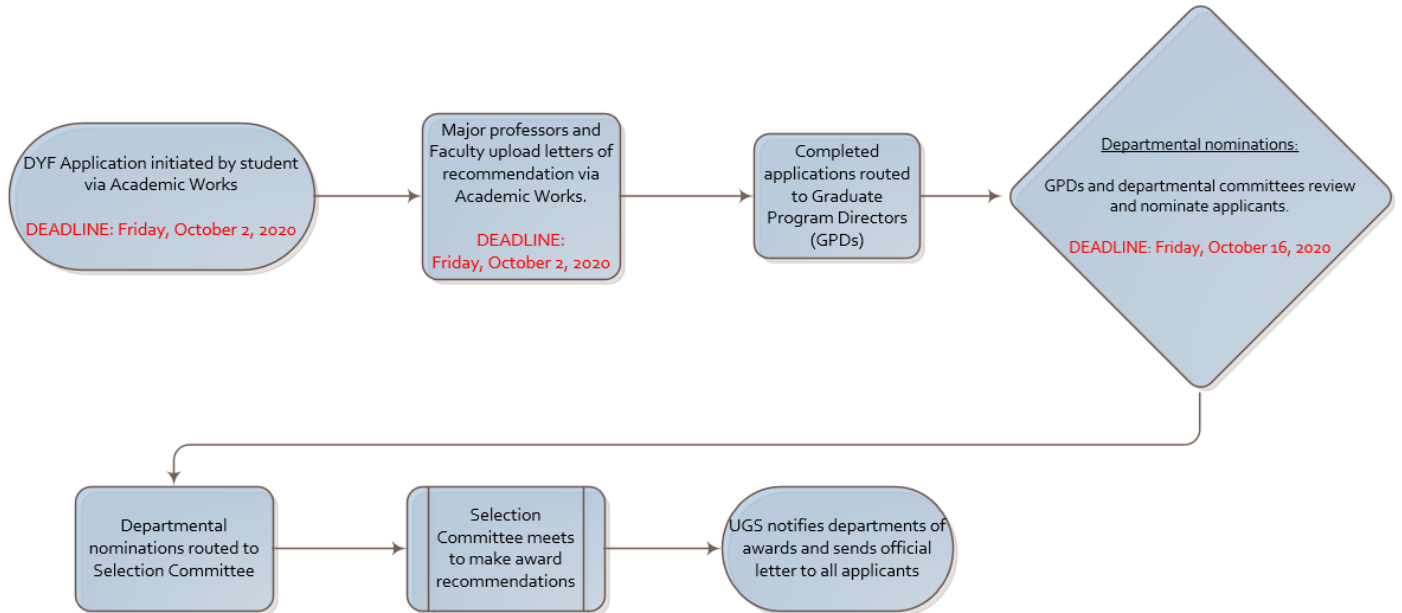 DYF Application initiated by student
via Academic Works
DEADLINE: Friday, October 2, 2020
Major professors and
Faculty upload letters of
recommendation via
Academic Works.
DEADLINE:
Friday, October 2, 2020
Completed
applications routed
to Graduate
Program Directors
(GPDs)
Departmental nominations:
GPDs and departmental committees review
and nominate applicants.
DEADLINE: Friday, October 16, 2020
Departmental
nominations routed to
Selection Committee
Selection
Committee meets
to make award
recommendations
UGS notifies departments of
awards and sends official
letter to all applicants